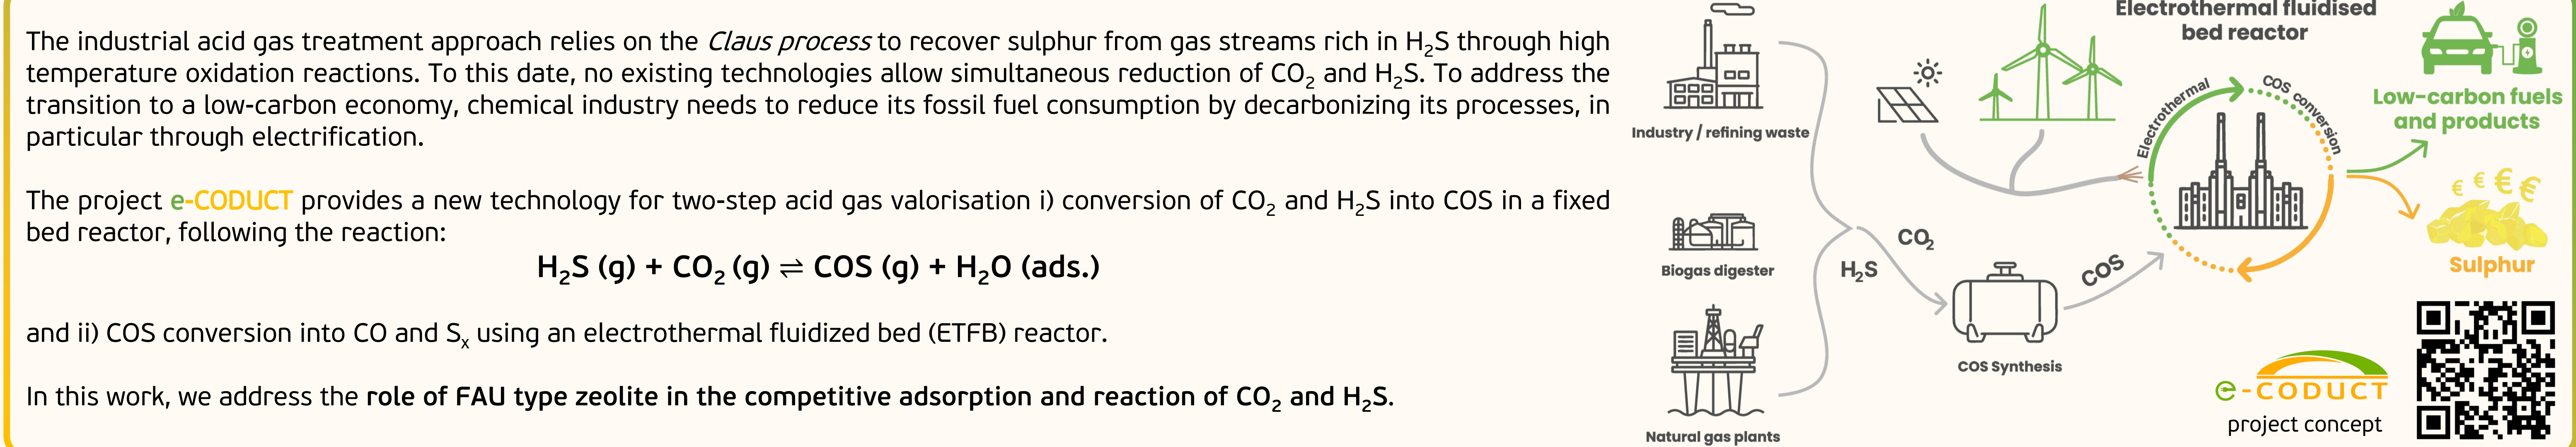 The industrial acid gas treatment approach relies on the Claus process to recover sulphur from gas streams rich in H₂S through high
temperature oxidation reactions. To this date, no existing technologies allow simultaneous reduction of CO₂ and H₂S. To address the
transition to a low-carbon economy, chemical industry needs to reduce its fossil fuel consumption by decarbonizing its processes, in
particular through electrification.
The project e-CODUCT provides a new technology for two-step acid gas valorisation i) conversion of CO₂ and H₂S into COS in a fixed
bed reactor, following the reaction:
H₂S (g) + CO₂ (g) ⇌ COS (g) + H₂O (ads.)
and ii) COS conversion into CO and Sₓ using an electrothermal fluidized bed (ETFB) reactor.
In this work, we address the role of FAU type zeolite in the competitive adsorption and reaction of CO₂ and H₂S.
Industry / refining waste
Biogas digester
Natural gas plants
CO₂
H₂S
COS Synthesis
COS
Electrothermal fluidised
bed reactor
Electrothermal
COS conversion
Low-carbon fuels
and products
€ € € €
Sulphur
e-CODUCT
project concept